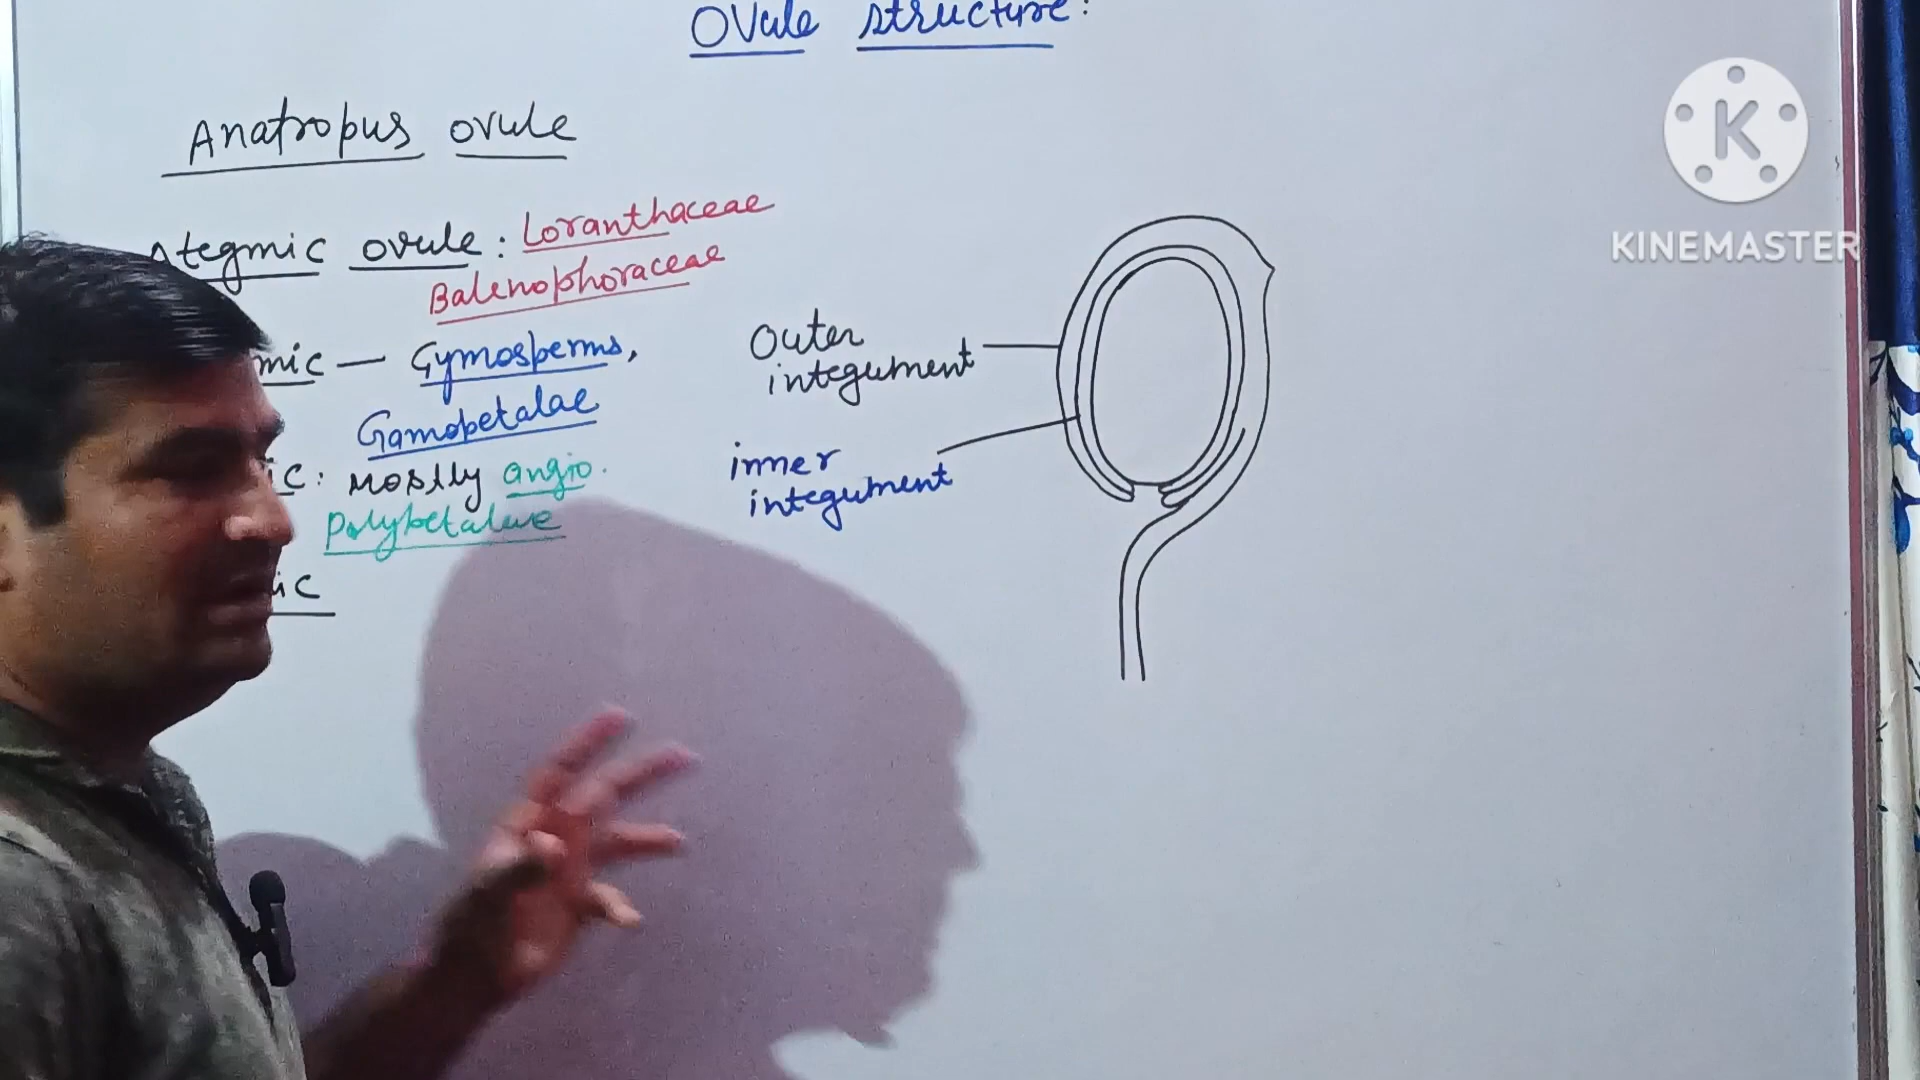 Ovule structure:
Anatropus ovule
Ategmic ovule: Loranthaceae
Balenophoraceae
mic — Gymosperms,
Gamopetalae
ic: mostly angio.
Polypetalae
ic
Outer
integument
inner
integument
K
KINEMASTER